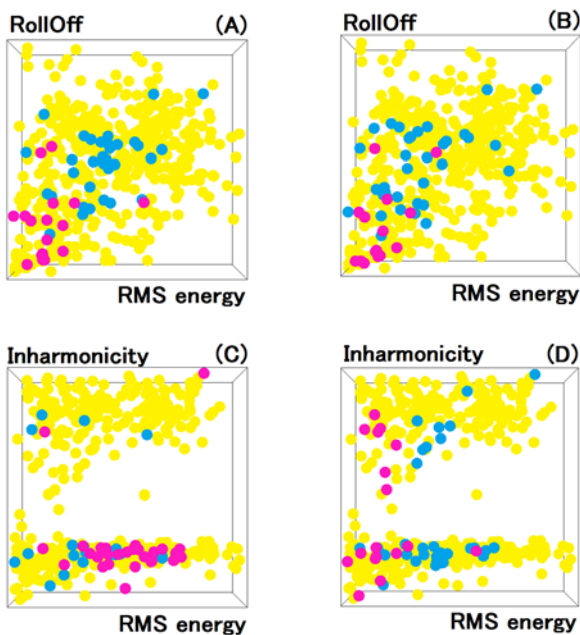 RollOff (A)
RMS energy
RollOff (B)
RMS energy
Inharmonicity (C)
RMS energy
Inharmonicity (D)
RMS energy